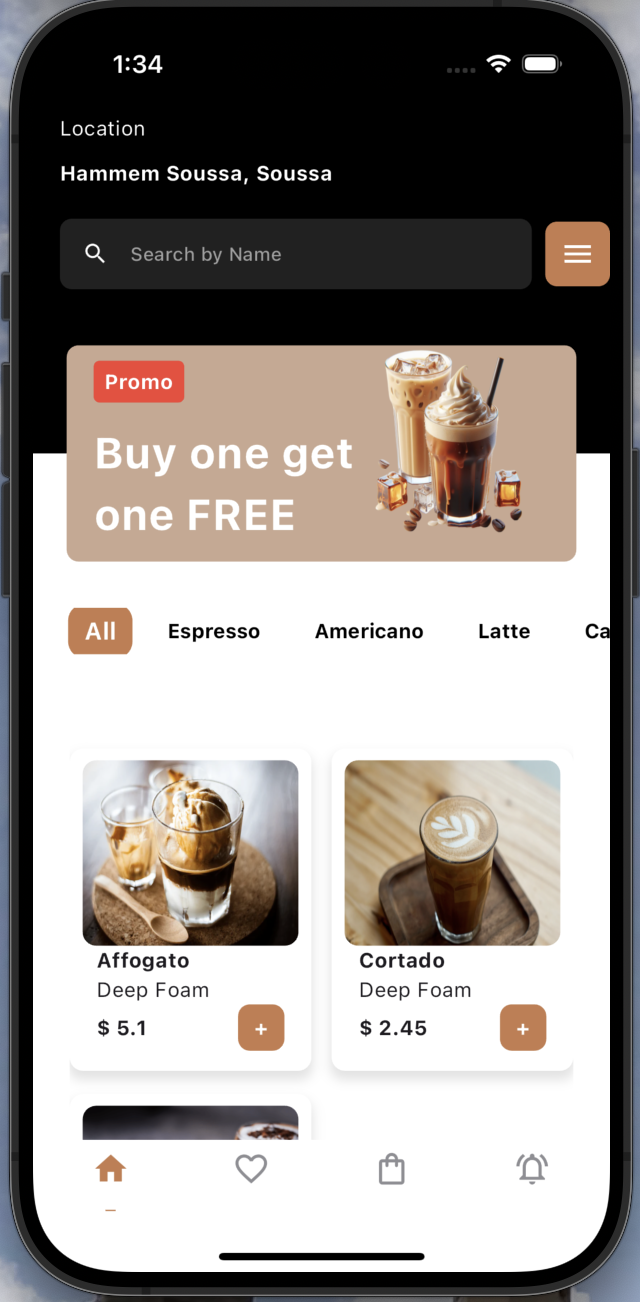 1:34
Location
Hammem Soussa, Soussa
Search by Name
Promo
Buy one get
one FREE
All Espresso Americano Latte Ca
Affogato
Deep Foam
$ 5.1
+
Cortado
Deep Foam
$ 2.45
+